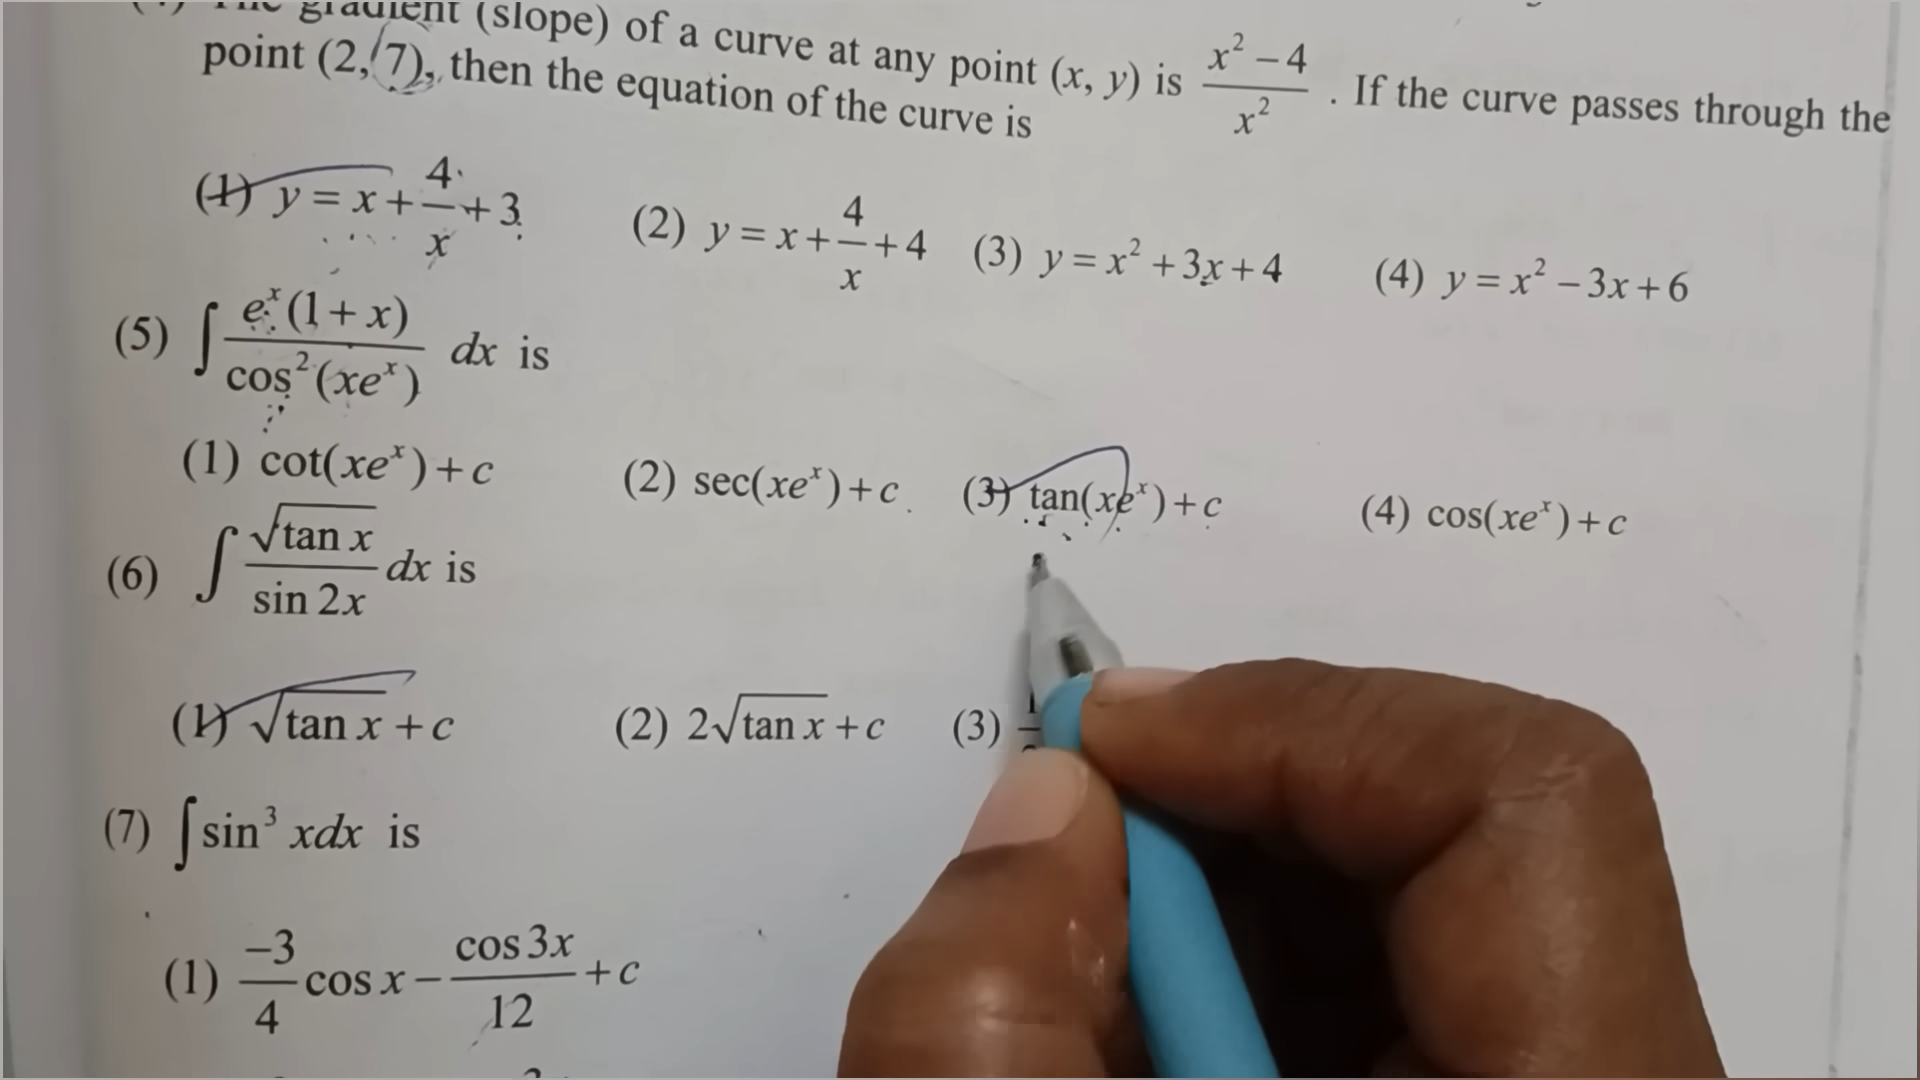 The gradient (slope) of a curve at any point (x, y) is (x² − 4)/x² . If the curve passes through the
point (2, 7), then the equation of the curve is
(1) y = x + 4/x + 3 (2) y = x + 4/x + 4 (3) y = x² + 3x + 4 (4) y = x² − 3x + 6
(5) ∫ eˣ(1 + x)/cos²(xeˣ) dx is
(1) cot(xeˣ) + c (2) sec(xeˣ) + c (3) tan(xeˣ) + c (4) cos(xeˣ) + c
(6) ∫ √(tan x)/sin 2x dx is
(1) √(tan x) + c (2) 2√(tan x) + c (3)
(7) ∫ sin³ xdx is
(1) −3/4 cos x − cos 3x/12 + c